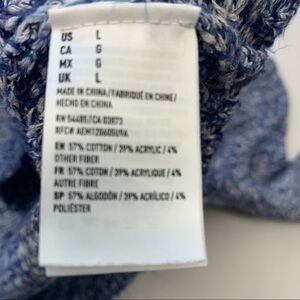 US L
CA G
MX G
UK L
MADE IN CHINA/FABRIQUÉ EN CHINE/
HECHO EN CHINA
RN 54485/CA 03873
RFC# AEM120605U9A
EN 57% COTTON / 39% ACRYLIC / 4%
OTHER FIBER
FR 57% COTON / 39% ACRYLIQUE / 4%
AUTRE FIBRE
SP 57% ALGODÓN / 39% ACRÍLICO / 4%
POLIÉSTER